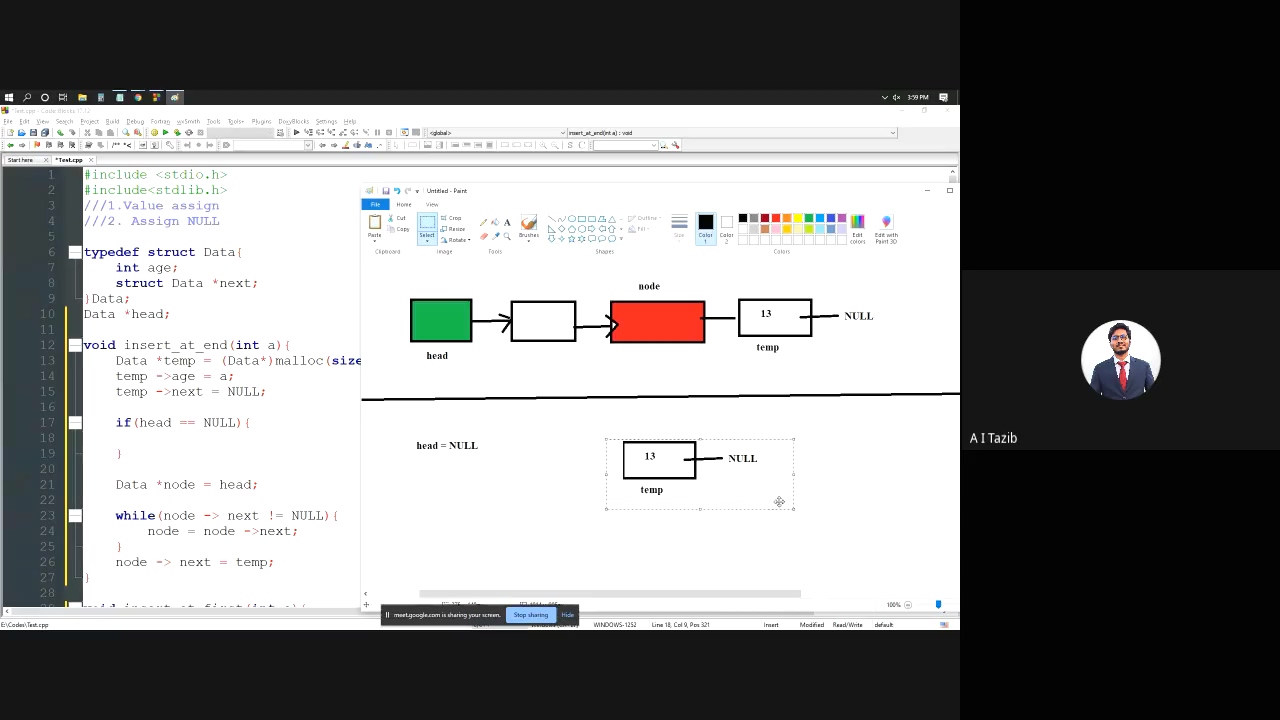 3:59 PM
Test.cpp - Code::Blocks
File Edit View Search Project Build Debug Fortran wxSmith Tools Tools+ Plugins DoxyBlocks Settings Help
<global>
insert_at_end(int a) : void
Start here
*Test.cpp
1 #include <stdio.h>
2 #include<stdlib.h>
3 ///1.Value assign
4 ///2. Assign NULL
5
6 typedef struct Data{
7 int age;
8 struct Data *next;
9 }Data;
10 Data *head;
11
12 void insert_at_end(int a){
13 Data *temp = (Data*)malloc(size
14 temp ->age = a;
15 temp ->next = NULL;
16
17 if(head == NULL){
18
19 }
20
21 Data *node = head;
22
23 while(node -> next != NULL){
24 node = node ->next;
25 }
26 node -> next = temp;
27 }
28
Untitled - Paint
File Home View
Paste
Cut
Copy
Clipboard
Select
Crop
Resize
Rotate
Image
Tools
Brushes
Shapes
Outline
Fill
Size
Color 1
Color 2
Edit colors
Edit with Paint 3D
Colors
node
13
NULL
head
temp
head = NULL
13
NULL
temp
100%
meet.google.com is sharing your screen.
Stop sharing
Hide
E:\Codes\Test.cpp
WINDOWS-1252
Line 18, Col 9, Pos 321
Insert
Modified
Read/Write
default
A I Tazib